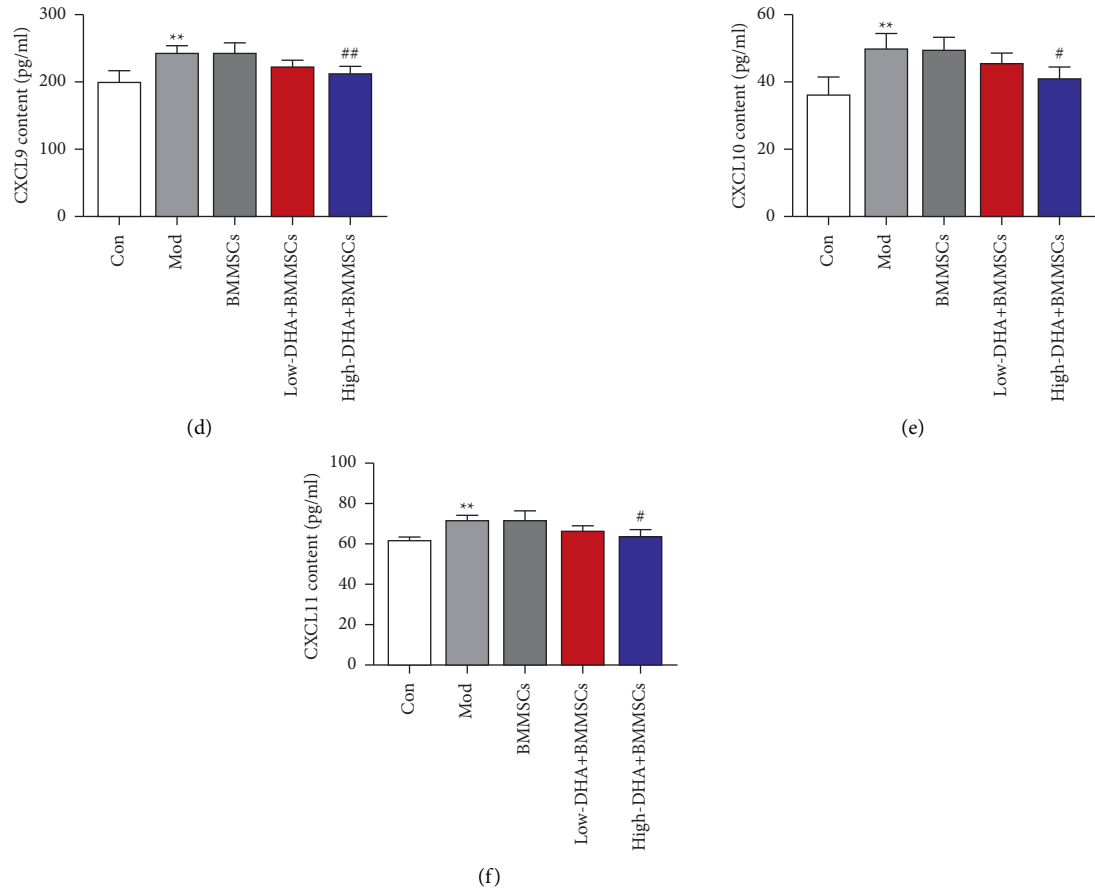 CXCL9 content (pg/ml)
300
200
100
0
**
##
Con
Mod
BMMSCs
Low-DHA+BMMSCs
High-DHA+BMMSCs
(d)
CXCL10 content (pg/ml)
60
40
20
0
**
#
Con
Mod
BMMSCs
Low-DHA+BMMSCs
High-DHA+BMMSCs
(e)
CXCL11 content (pg/ml)
100
80
60
40
20
0
**
#
Con
Mod
BMMSCs
Low-DHA+BMMSCs
High-DHA+BMMSCs
(f)